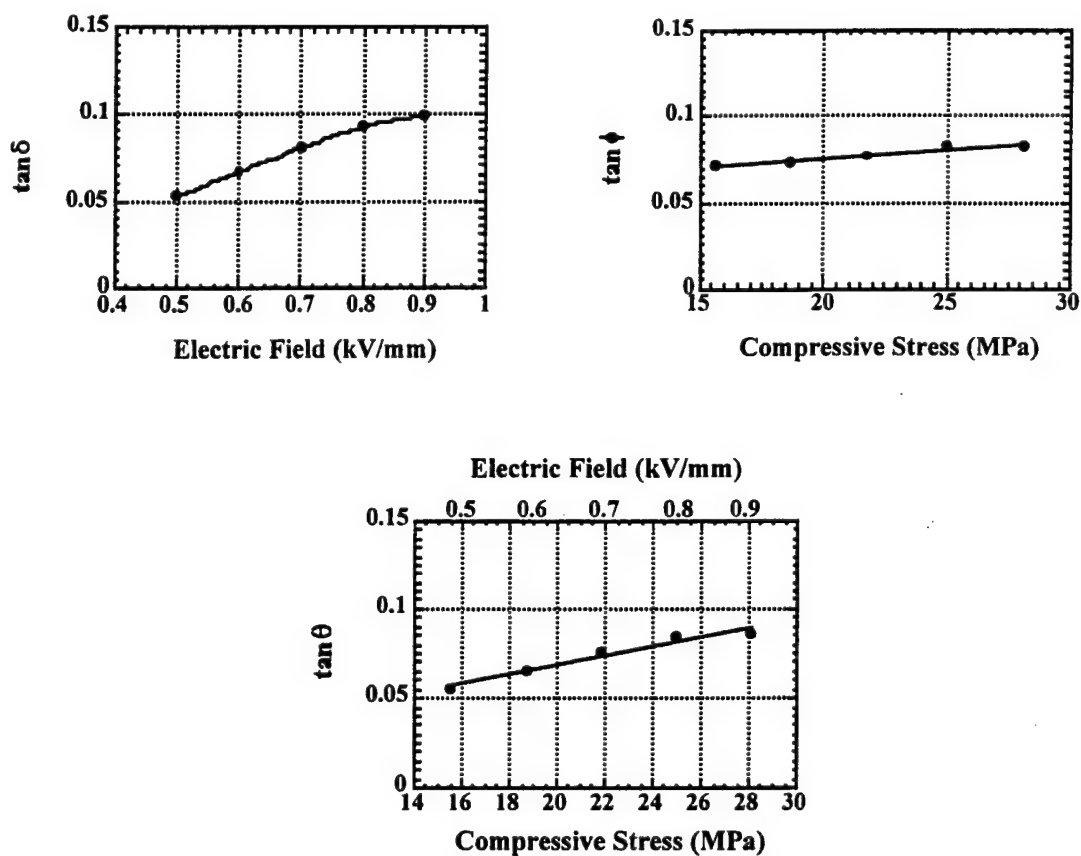 0.15
0.1
0.05
0
tanδ
0.4 0.5 0.6 0.7 0.8 0.9 1
Electric Field (kV/mm)
0.15
0.1
0.05
0
tan ϕ
15 20 25 30
Compressive Stress (MPa)
Electric Field (kV/mm)
0.5 0.6 0.7 0.8 0.9
0.15
0.1
0.05
0
tanθ
14 16 18 20 22 24 26 28 30
Compressive Stress (MPa)